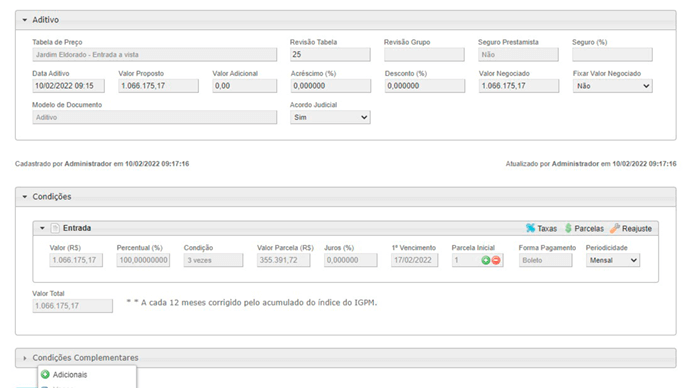 Aditivo
Tabela de Preço Revisão Tabela Revisão Grupo Seguro Prestamista Seguro (%)
Jardim Eldorado - Entrada a vista 25 Não
Data Aditivo Valor Proposto Valor Adicional Acréscimo (%) Desconto (%) Valor Negociado Fixar Valor Negociado
10/02/2022 09:15 1.066.175,17 0,00 0,000000 0,000000 1.066.175,17 Não
Modelo de Documento Acordo Judicial
Aditivo Sim
Cadastrado por Administrador em 10/02/2022 09:17:16 Atualizado por Administrador em 10/02/2022 09:17:16
Condições
Entrada Taxas Parcelas Reajuste
Valor (R$) Percentual (%) Condição Valor Parcela (R$) Juros (%) 1º Vencimento Parcela Inicial Forma Pagamento Periodicidade
1.066.175,17 100,00000000 3 vezes 355.391,72 0,000000 17/02/2022 1 Boleto Mensal
Valor Total
1.066.175,17 * * A cada 12 meses corrigido pelo acumulado do índice do IGPM.
Condições Complementares
Adicionais